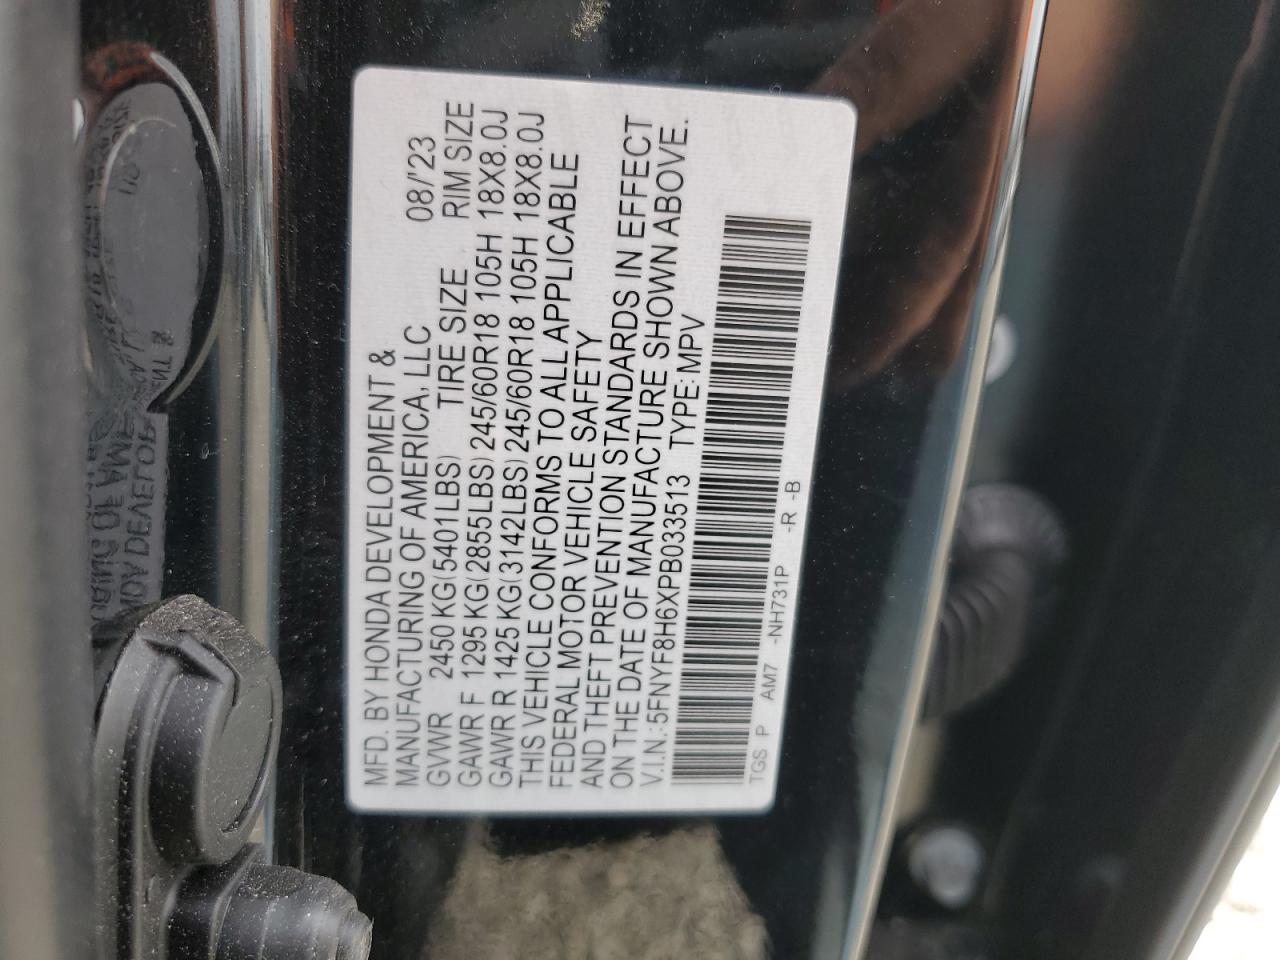 MFD. BY HONDA DEVELOPMENT &
MANUFACTURING OF AMERICA, LLC 08/'23
GVWR 2450 KG(5401LBS) TIRE SIZE RIM SIZE
GAWR F 1295 KG(2855LBS) 245/60R18 105H 18X8.0J
GAWR R 1425 KG(3142LBS) 245/60R18 105H 18X8.0J
THIS VEHICLE CONFORMS TO ALL APPLICABLE
FEDERAL MOTOR VEHICLE SAFETY
AND THEFT PREVENTION STANDARDS IN EFFECT
ON THE DATE OF MANUFACTURE SHOWN ABOVE.
V.I.N.:5FNYF8H6XPB033513 TYPE:MPV
TGS P AM7 -NH731P -R -B